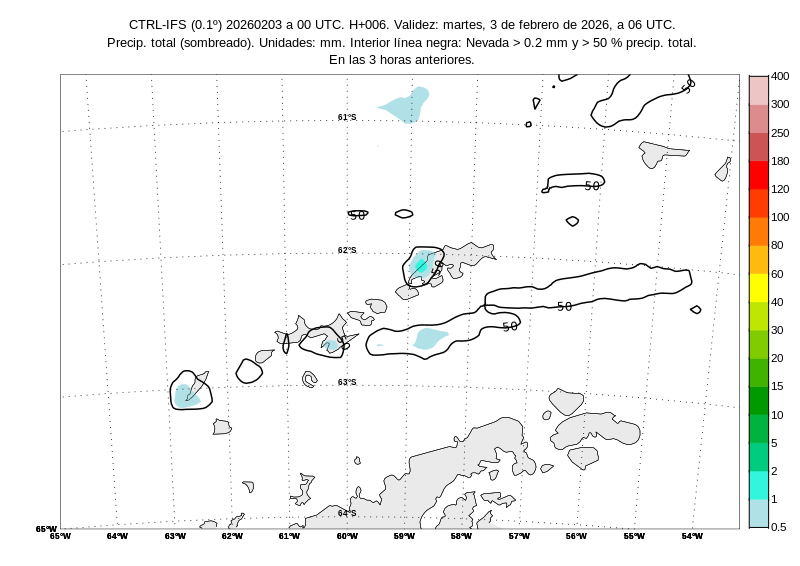 CTRL-IFS (0.1º) 20260203 a 00 UTC. H+006. Validez: martes, 3 de febrero de 2026, a 06 UTC.
Precip. total (sombreado). Unidades: mm. Interior línea negra: Nevada > 0.2 mm y > 50 % precip. total.
En las 3 horas anteriores.
400
300
250
180
120
100
80
60
40
30
20
15
10
5
2
1
0.5
50
61°S
50
50
62°S
50
50
50
50
63°S
64°S
65°W
65°W
64°W
63°W
62°W
61°W
60°W
59°W
58°W
57°W
56°W
55°W
54°W